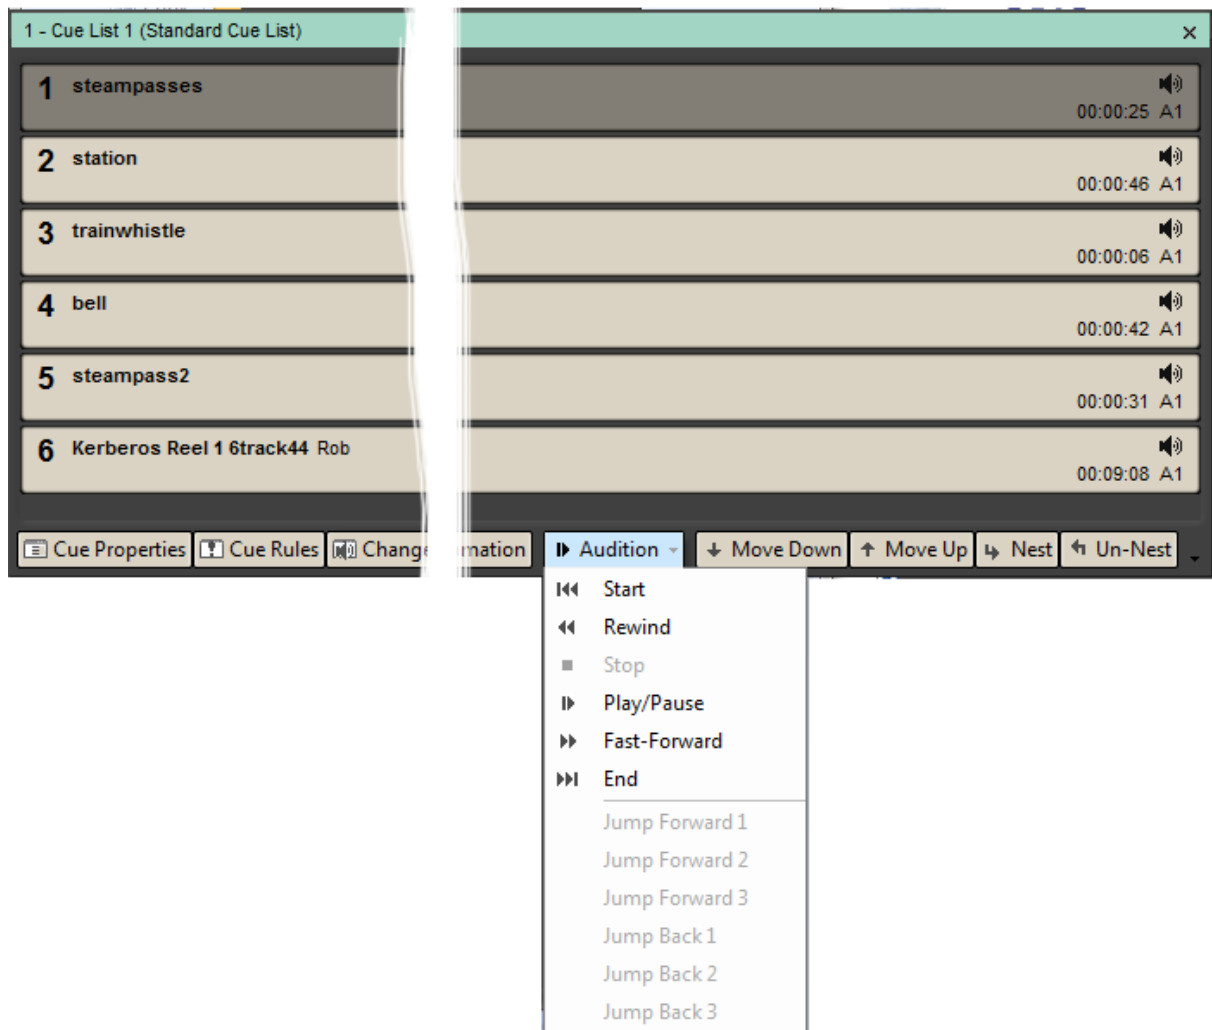 1 - Cue List 1 (Standard Cue List)
1 steampasses
00:00:25 A1
2 station
00:00:46 A1
3 trainwhistle
00:00:06 A1
4 bell
00:00:42 A1
5 steampass2
00:00:31 A1
6 Kerberos Reel 1 6track44 Rob
00:09:08 A1
Cue Properties Cue Rules Change mation Audition Move Down Move Up Nest Un-Nest
Start
Rewind
Stop
Play/Pause
Fast-Forward
End
Jump Forward 1
Jump Forward 2
Jump Forward 3
Jump Back 1
Jump Back 2
Jump Back 3